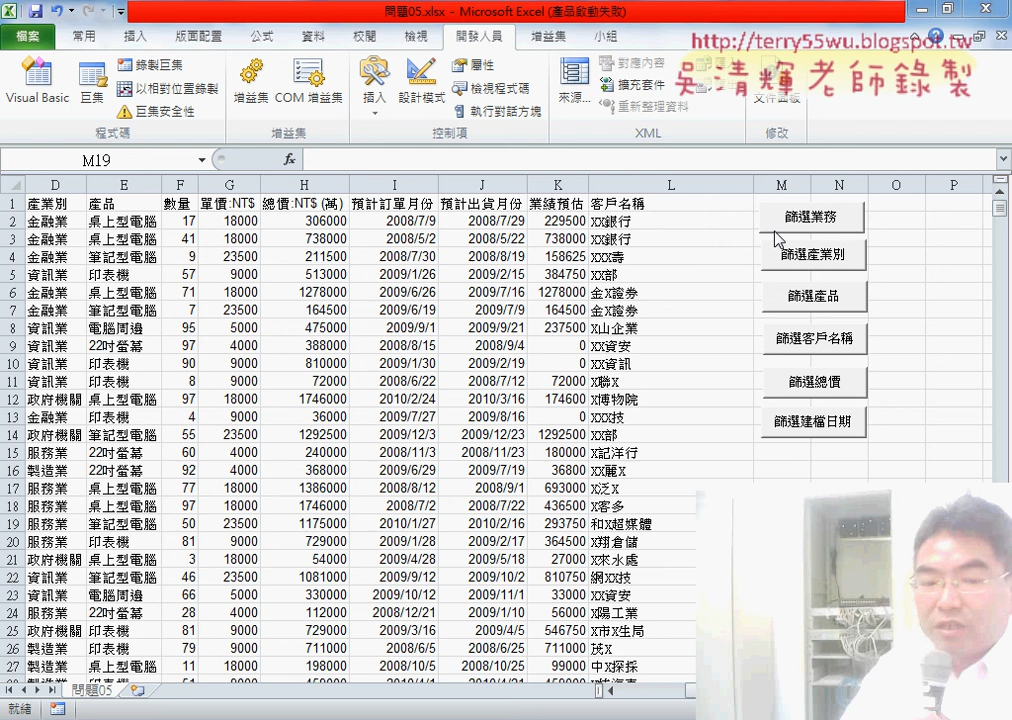 問題05.xlsx - Microsoft Excel (產品啟動失敗)
檔案 常用 插入 版面配置 公式 資料 校閱 檢視 開發人員 增益集 小組
http://terry55wu.blogspot.tw
吳清輝老師錄製
Visual Basic 巨集 錄製巨集 以相對位置錄製 巨集安全性 程式碼
增益集 COM 增益集 增益集
插入 設計模式 屬性 檢視程式碼 執行對話方塊 控制項
來源... 對應內容 擴充套件 重新整理資料 XML
文件面板 修改
M19 fx
D E F G H I J K L M N O P
1 產業別 產品 數量 單價:NT$ 總價:NT$ (萬) 預計訂單月份 預計出貨月份 業績預估 客戶名稱
2 金融業 桌上型電腦 17 18000 306000 2008/7/9 2008/7/29 229500 XX銀行
3 金融業 桌上型電腦 41 18000 738000 2008/5/2 2008/5/22 738000 XX銀行
4 金融業 筆記型電腦 9 23500 211500 2008/7/30 2008/8/19 158625 XXX壽
5 資訊業 印表機 57 9000 513000 2009/1/26 2009/2/15 384750 XX部
6 金融業 桌上型電腦 71 18000 1278000 2009/6/26 2009/7/16 1278000 金X證券
7 金融業 筆記型電腦 7 23500 164500 2009/6/19 2009/7/9 164500 金X證券
8 資訊業 電腦周邊 95 5000 475000 2009/9/1 2009/9/21 237500 X山企業
9 資訊業 22吋螢幕 97 4000 388000 2008/8/15 2008/9/4 0 XX資安
10 資訊業 印表機 90 9000 810000 2009/1/30 2009/2/19 0 XX資訊
11 資訊業 印表機 8 9000 72000 2008/6/22 2008/7/12 72000 X聯X
12 政府機關 桌上型電腦 97 18000 1746000 2010/2/24 2010/3/16 174600 X博物院
13 金融業 印表機 4 9000 36000 2009/7/27 2009/8/16 0 XXX技
14 政府機關 筆記型電腦 55 23500 1292500 2009/12/3 2009/12/23 1292500 XX部
15 服務業 22吋螢幕 60 4000 240000 2008/11/3 2008/11/23 180000 X記洋行
16 製造業 22吋螢幕 92 4000 368000 2009/6/29 2009/7/19 36800 XX麗X
17 服務業 桌上型電腦 77 18000 1386000 2008/8/12 2008/9/1 693000 X泛X
18 服務業 桌上型電腦 97 18000 1746000 2008/7/2 2008/7/22 436500 X客多
19 服務業 筆記型電腦 50 23500 1175000 2010/1/27 2010/2/16 293750 和X超媒體
20 服務業 印表機 81 9000 729000 2009/1/28 2009/2/17 364500 X翔倉儲
21 政府機關 桌上型電腦 3 18000 54000 2009/4/28 2009/5/18 27000 X來水處
22 資訊業 筆記型電腦 46 23500 1081000 2009/9/12 2009/10/2 810750 網XX技
23 資訊業 電腦周邊 66 5000 330000 2009/10/12 2009/11/1 33000 XX資安
24 服務業 22吋螢幕 28 4000 112000 2008/12/21 2009/1/10 56000 X陽工業
25 政府機關 印表機 81 9000 729000 2009/3/16 2009/4/5 546750 X市X生局
26 製造業 印表機 79 9000 711000 2008/6/5 2008/6/25 711000 茂X
27 製造業 桌上型電腦 11 18000 198000 2008/10/5 2008/10/25 99000 中X探採
篩選業務
篩選產業別
篩選產品
篩選客戶名稱
篩選總價
篩選建檔日期
問題05
就緒